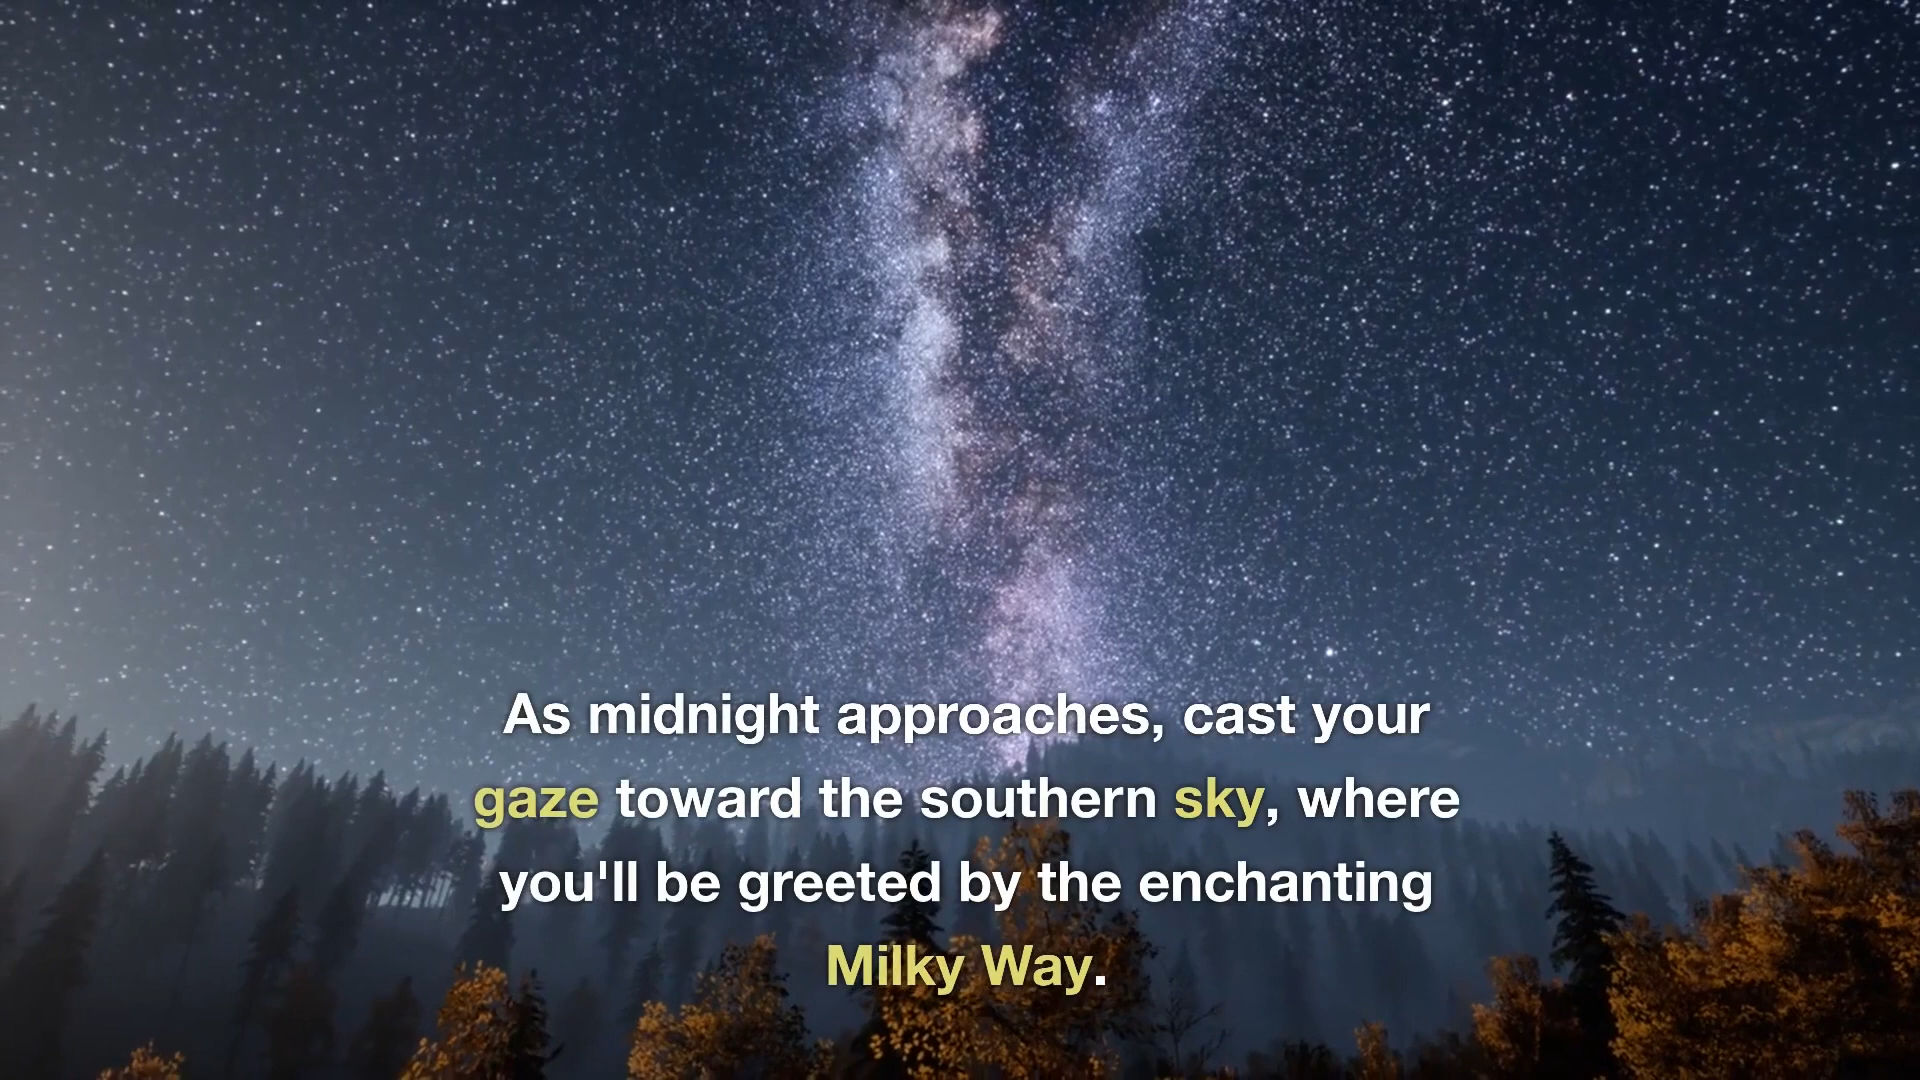 As midnight approaches, cast your
gaze toward the southern sky, where
you'll be greeted by the enchanting
Milky Way.